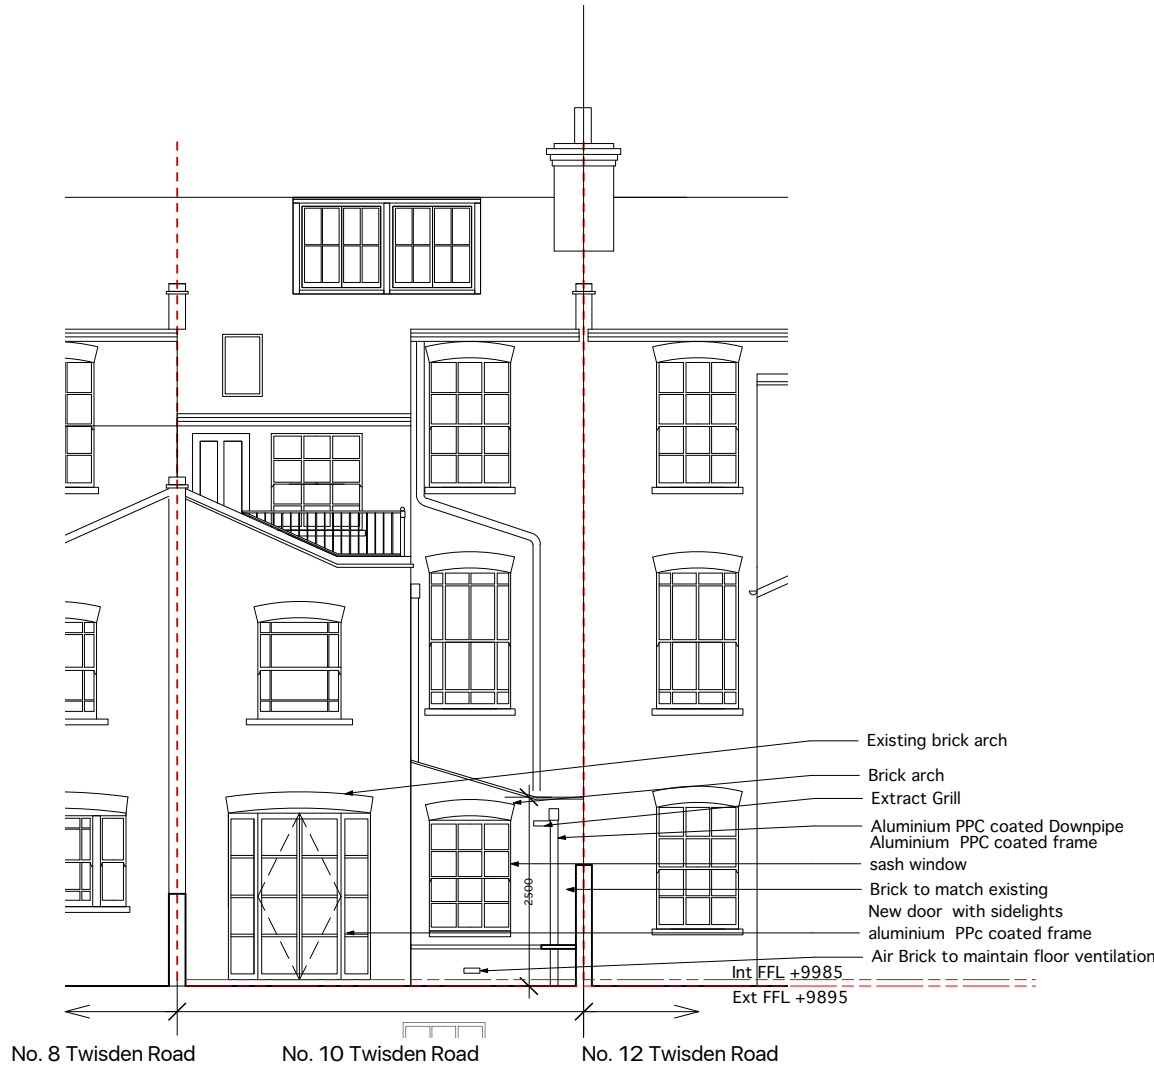 Existing brick arch
Brick arch
Extract Grill
Aluminium PPC coated Downpipe
Aluminium PPC coated frame
sash window
2500
Brick to match existing
New door with sidelights
aluminium PPc coated frame
Air Brick to maintain floor ventilation
Int FFL +9985
Ext FFL +9895
No. 8 Twisden Road
No. 10 Twisden Road
No. 12 Twisden Road